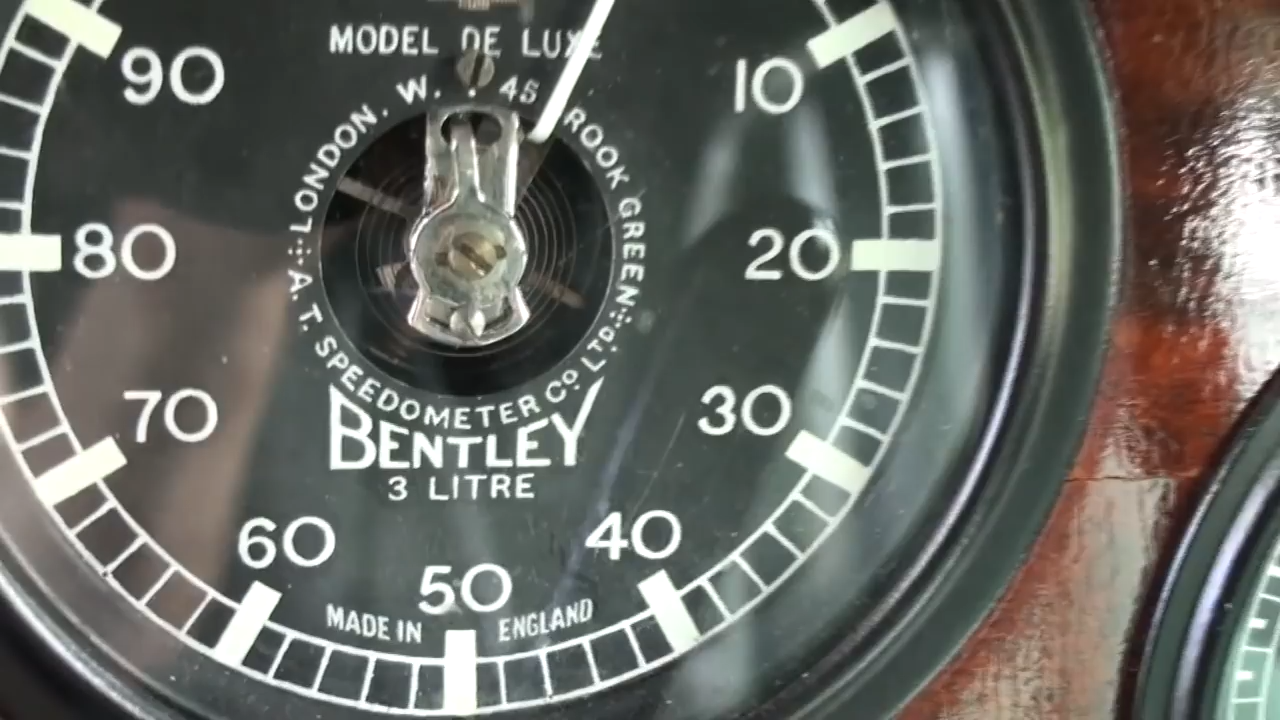 MODEL DE LUXE
45 ROOK GREEN
A.T. SPEEDOMETER Co. LTD.
LONDON. W.
BENTLEY
3 LITRE
10
20
30
40
50
60
70
80
90
MADE IN ENGLAND